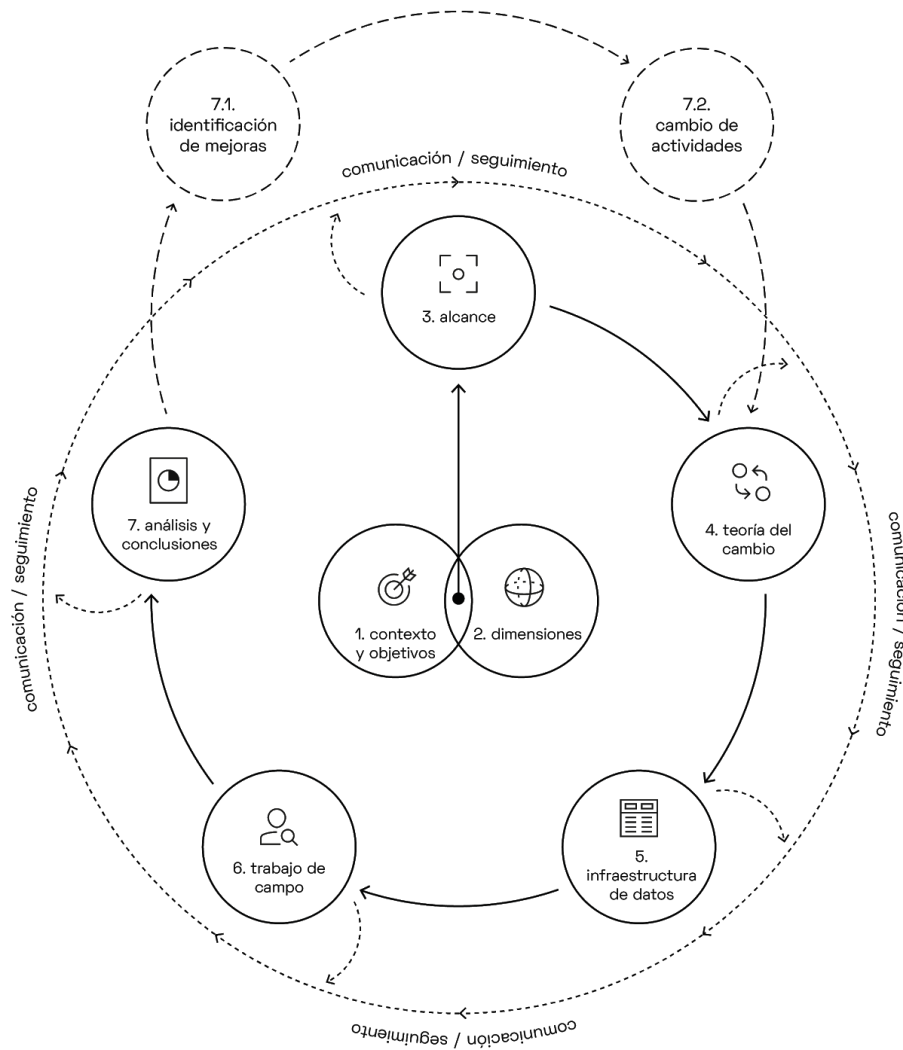 7.1.
identificación
de mejoras
7.2.
cambio de
actividades
comunicación / seguimiento
3. alcance
4. teoría del
cambio
7. análisis y
conclusiones
comunicación / seguimiento
comunicación / seguimiento
1. contexto
y objetivos
2. dimensiones
6. trabajo de
campo
5.
infraestructura
de datos
comunicación / seguimiento